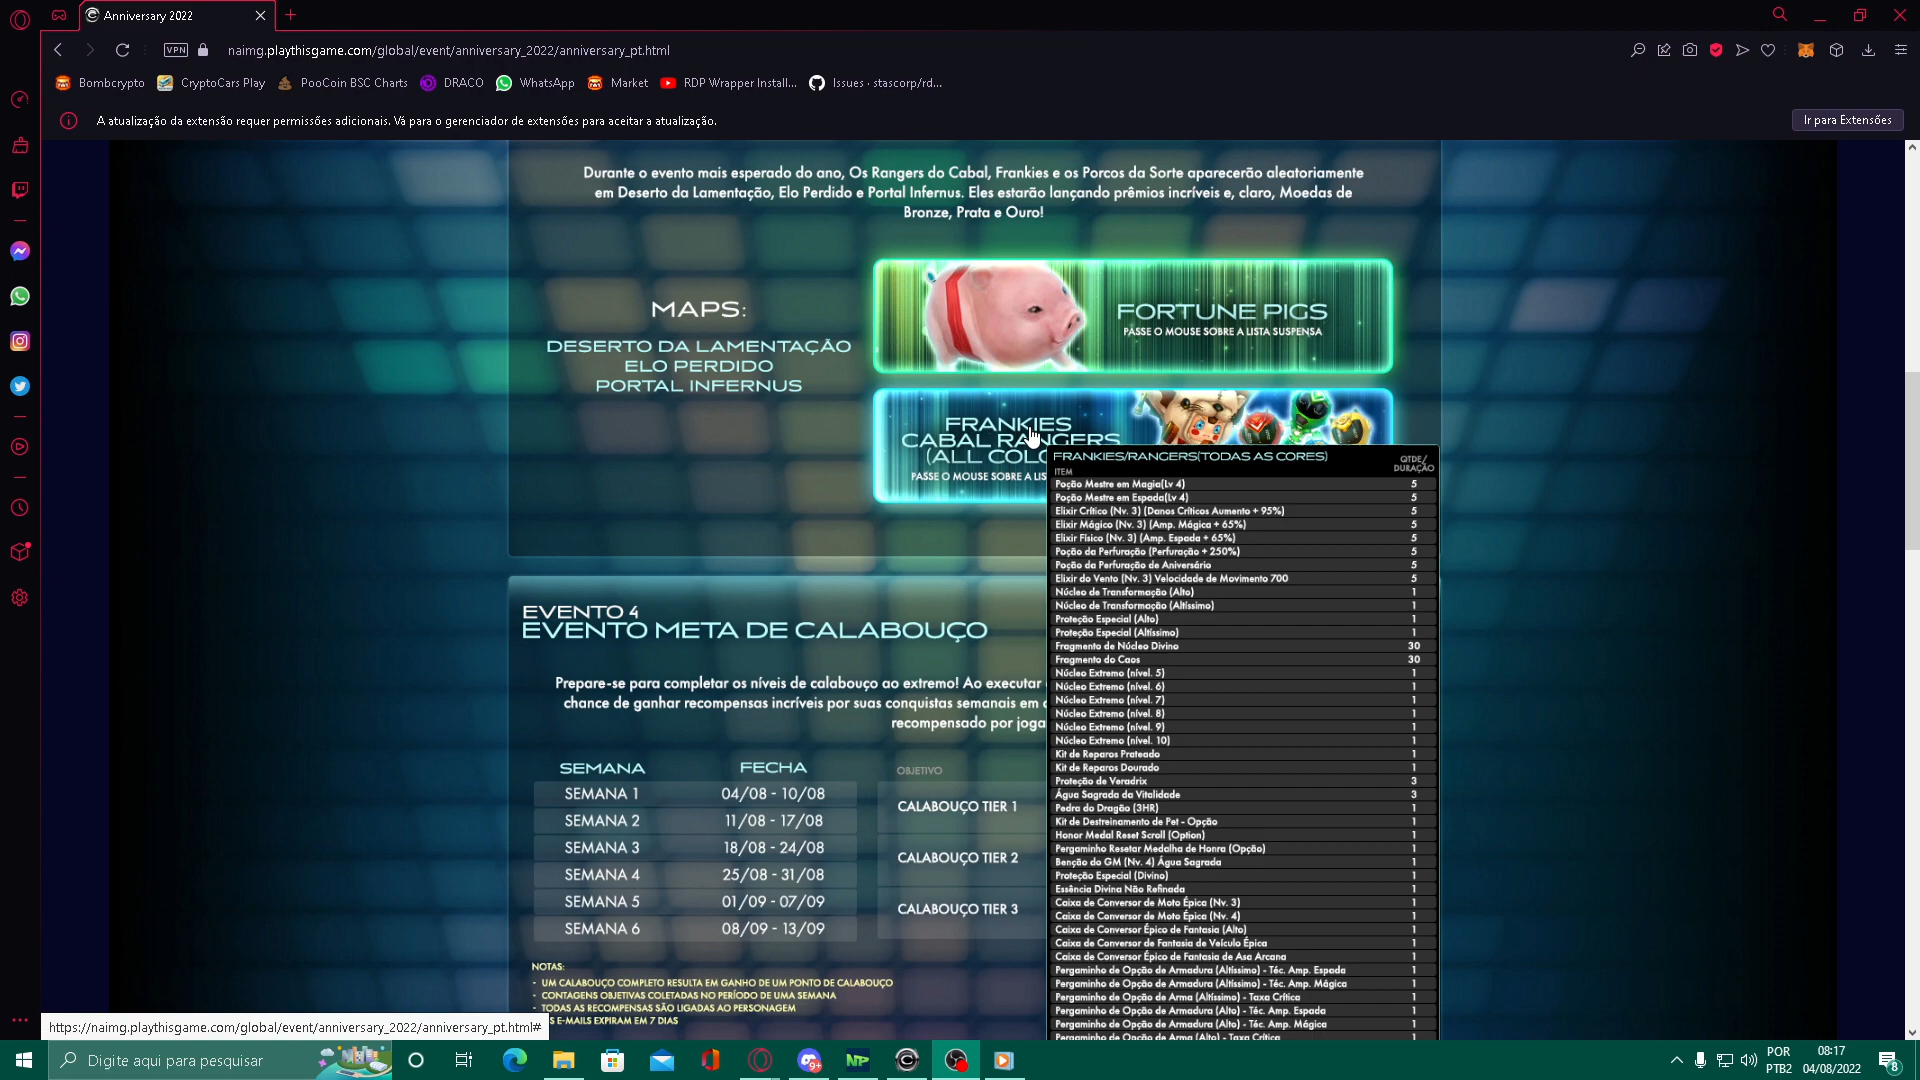 Anniversary 2022
VPN
naimg.playthisgame.com/global/event/anniversary_2022/anniversary_pt.html
Bombcrypto
CryptoCars Play
PooCoin BSC Charts
DRACO
WhatsApp
Market
RDP Wrapper Install...
Issues · stascorp/rd...
A atualização da extensão requer permissões adicionais. Vá para o gerenciador de extensões para aceitar a atualização.
Ir para Extensões
Durante o evento mais esperado do ano, Os Rangers do Cabal, Frankies e os Porcos da Sorte aparecerão aleatoriamente
em Deserto da Lamentação, Elo Perdido e Portal Infernus. Eles estarão lançando prêmios incríveis e, claro, Moedas de
Bronze, Prata e Ouro!
MAPS:
DESERTO DA LAMENTAÇÃO
ELO PERDIDO
PORTAL INFERNUS
FORTUNE PIGS
PASSE O MOUSE SOBRE A LISTA SUSPENSA
FRANKIES
CABAL RANGERS
(ALL COLO
PASSE O MOUSE SOBRE A LIS
FRANKIES/RANGERS(TODAS AS CORES)
QTDE/
DURAÇÃO
ITEM
Poção Mestre em Magia(Lv 4) 5
Poção Mestre em Espada(Lv 4) 5
Elixir Crítico (Nv. 3) (Danos Críticos Aumento + 95%) 5
Elixir Mágico (Nv. 3) (Amp. Mágica + 65%) 5
Elixir Físico (Nv. 3) (Amp. Espada + 65%) 5
Poção da Perfuração (Perfuração + 250%) 5
Poção da Perfuração de Aniversário 5
Elixir do Vento (Nv. 3) Velocidade de Movimento 700 5
Núcleo de Transformação (Alto) 1
Núcleo de Transformação (Altíssimo) 1
Proteção Especial (Alto) 1
Proteção Especial (Altíssimo) 1
Fragmento de Núcleo Divino 30
Fragmento do Caos 30
Núcleo Extremo (nível. 5) 1
Núcleo Extremo (nível. 6) 1
Núcleo Extremo (nível. 7) 1
Núcleo Extremo (nível. 8) 1
Núcleo Extremo (nível. 9) 1
Núcleo Extremo (nível. 10) 1
Kit de Reparos Prateado 1
Kit de Reparos Dourado 1
Proteção de Veradrix 3
Água Sagrada da Vitalidade 3
Pedra do Dragão (3HR) 1
Kit de Destreinamento de Pet - Opção 1
Honor Medal Reset Scroll (Option) 1
Pergaminho Resetar Medalha de Honra (Opção) 1
Benção do GM (Nv. 4) Água Sagrada 1
Proteção Especial (Divino) 1
Essência Divina Não Refinada 1
Caixa de Conversor de Moto Épica (Nv. 3) 1
Caixa de Conversor de Moto Épica (Nv. 4) 1
Caixa de Conversor Épico de Fantasia (Alto) 1
Caixa de Conversor de Fantasia de Veículo Épica 1
Caixa de Conversor Épico de Fantasia de Asa Arcana 1
Pergaminho de Opção de Armadura (Altíssimo) - Téc. Amp. Espada 1
Pergaminho de Opção de Armadura (Altíssimo) - Téc. Amp. Mágica 1
Pergaminho de Opção de Arma (Altíssimo) - Taxa Crítica 1
Pergaminho de Opção de Armadura (Alto) - Téc. Amp. Espada 1
Pergaminho de Opção de Armadura (Alto) - Téc. Amp. Mágica 1
Pergaminho de Opção de Arma (Alto) - Taxa Crítica 1
EVENTO 4
EVENTO META DE CALABOUÇO
Prepare-se para completar os níveis de calabouço ao extremo! Ao executar
chance de ganhar recompensas incríveis por suas conquistas semanais em
recompensado por joga
SEMANA FECHA
SEMANA 1 04/08 - 10/08
SEMANA 2 11/08 - 17/08
SEMANA 3 18/08 - 24/08
SEMANA 4 25/08 - 31/08
SEMANA 5 01/09 - 07/09
SEMANA 6 08/09 - 13/09
OBJETIVO
CALABOUÇO TIER 1
CALABOUÇO TIER 2
CALABOUÇO TIER 3
NOTAS:
- UM CALABOUÇO COMPLETO RESULTA EM GANHO DE UM PONTO DE CALABOUÇO
- CONTAGENS OBJETIVAS COLETADAS NO PERÍODO DE UMA SEMANA
- TODAS AS RECOMPENSAS SÃO LIGADAS AO PERSONAGEM
S E-MAILS EXPIRAM EM 7 DIAS
https://naimg.playthisgame.com/global/event/anniversary_2022/anniversary_pt.html#
Digite aqui para pesquisar
9+
NP
POR
PTB2
08:17
04/08/2022
8